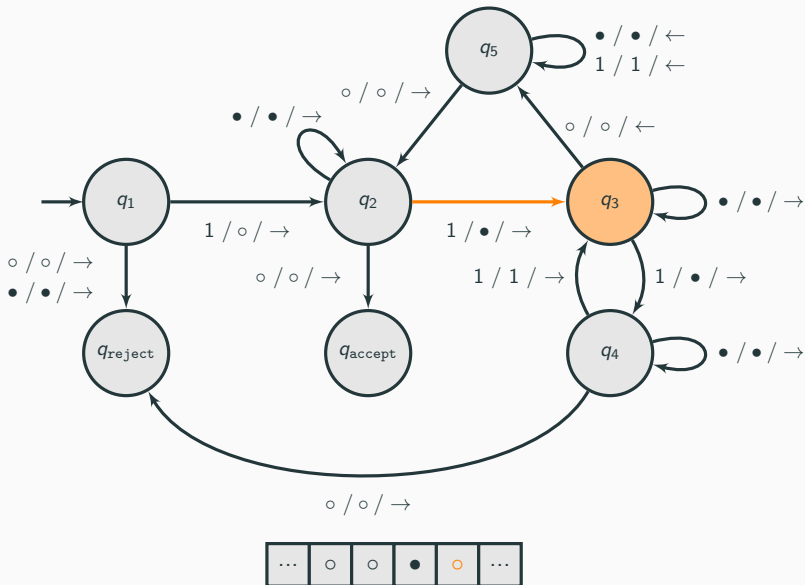 q5
• / • / ←
1 / 1 / ←
○ / ○ / →
• / • / →
○ / ○ / ←
q1
q2
q3
• / • / →
1 / ○ / →
1 / • / →
○ / ○ / →
• / • / →
○ / ○ / →
1 / 1 / →
1 / • / →
qreject
qaccept
q4
• / • / →
○ / ○ / →
... ○ ○ • ○ ...